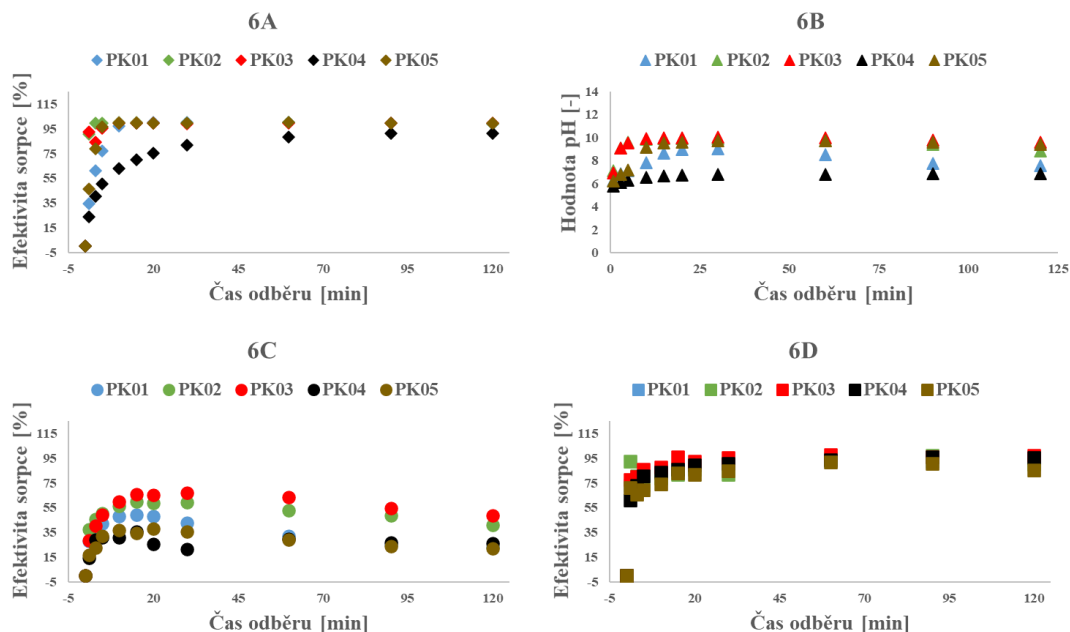 6A
PK01 PK02 PK03 PK04 PK05
Efektivita sorpce [%]
115
95
75
55
35
15
-5
-5 20 45 70 95 120
Čas odběru [min]
6B
PK01 PK02 PK03 PK04 PK05
Hodnota pH [-]
14
12
10
8
6
4
2
0
0 25 50 75 100 125
Čas odběru [min]
6C
PK01 PK02 PK03 PK04 PK05
Efektivita sorpce [%]
115
95
75
55
35
15
-5
-5 20 45 70 95 120
Čas odběru [min]
6D
PK01 PK02 PK03 PK04 PK05
Efektivita sorpce [%]
115
95
75
55
35
15
-5
-5 20 45 70 95 120
Čas odběru [min]